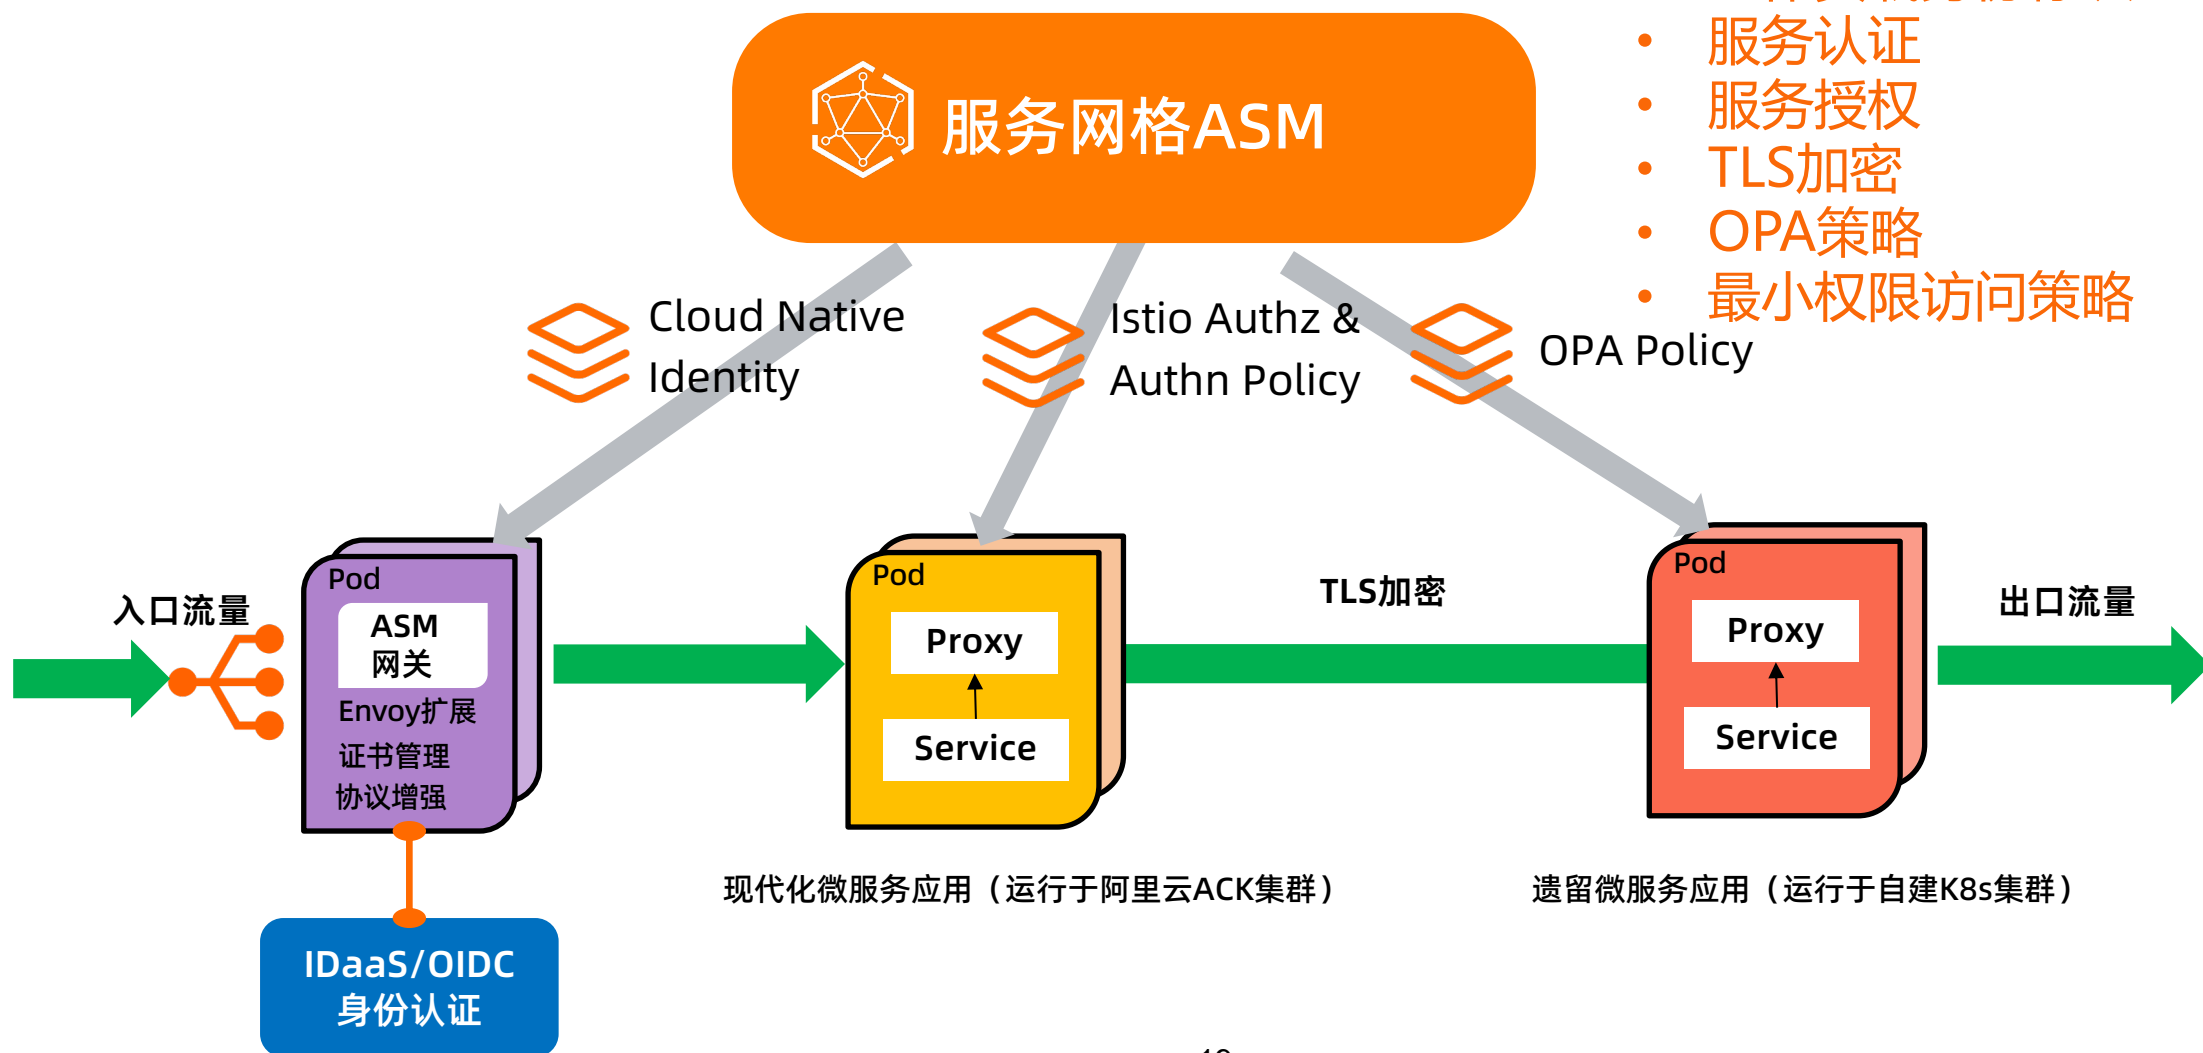 服务网格ASM
• 服务认证
• 服务授权
• TLS加密
• OPA策略
• 最小权限访问策略
Cloud Native
Identity
Istio Authz &
Authn Policy
OPA Policy
入口流量
Pod
ASM
网关
Envoy扩展
证书管理
协议增强
Pod
Proxy
Service
TLS加密
Pod
Proxy
Service
出口流量
现代化微服务应用（运行于阿里云ACK集群）
遗留微服务应用（运行于自建K8s集群）
IDaaS/OIDC
身份认证